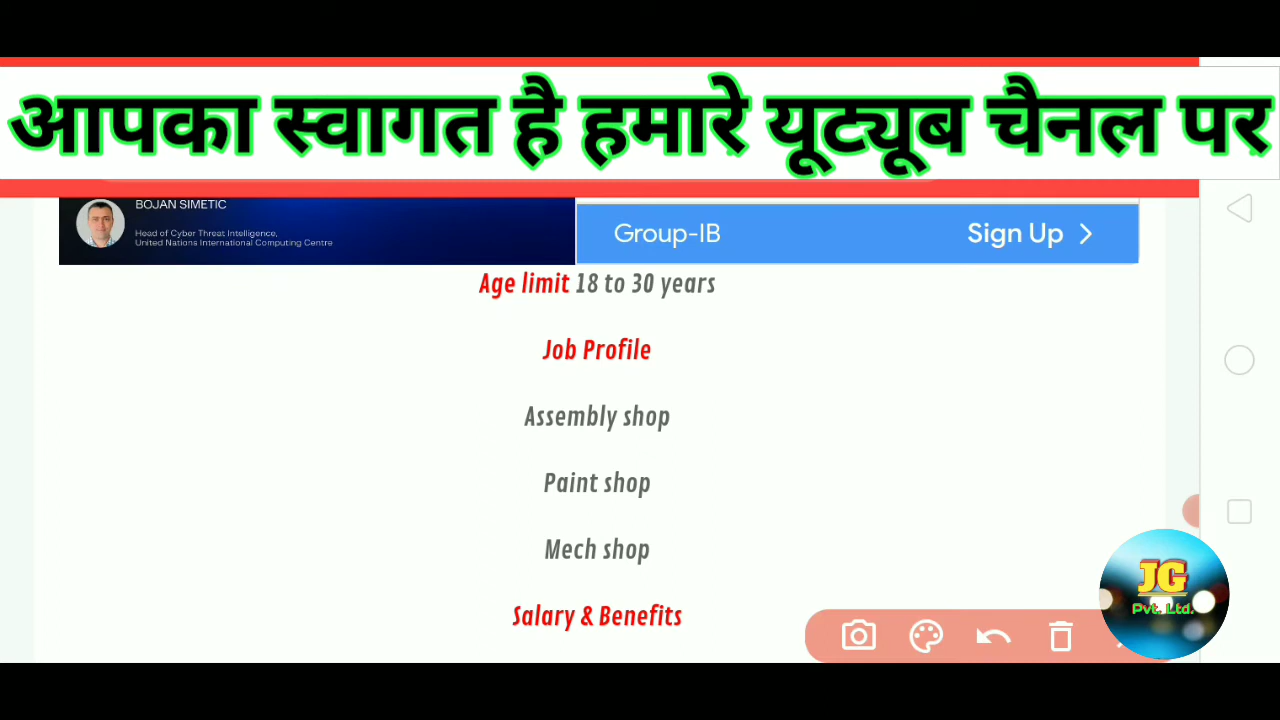 आपका स्वागत है हमारे यूट्यूब चैनल पर
BOJAN SIMETIC
Head of Cyber Threat Intelligence,
United Nations International Computing Centre
Group-IB
Sign Up
Age limit 18 to 30 years
Job Profile
Assembly shop
Paint shop
Mech shop
Salary & Benefits
JG
Pvt. Ltd.